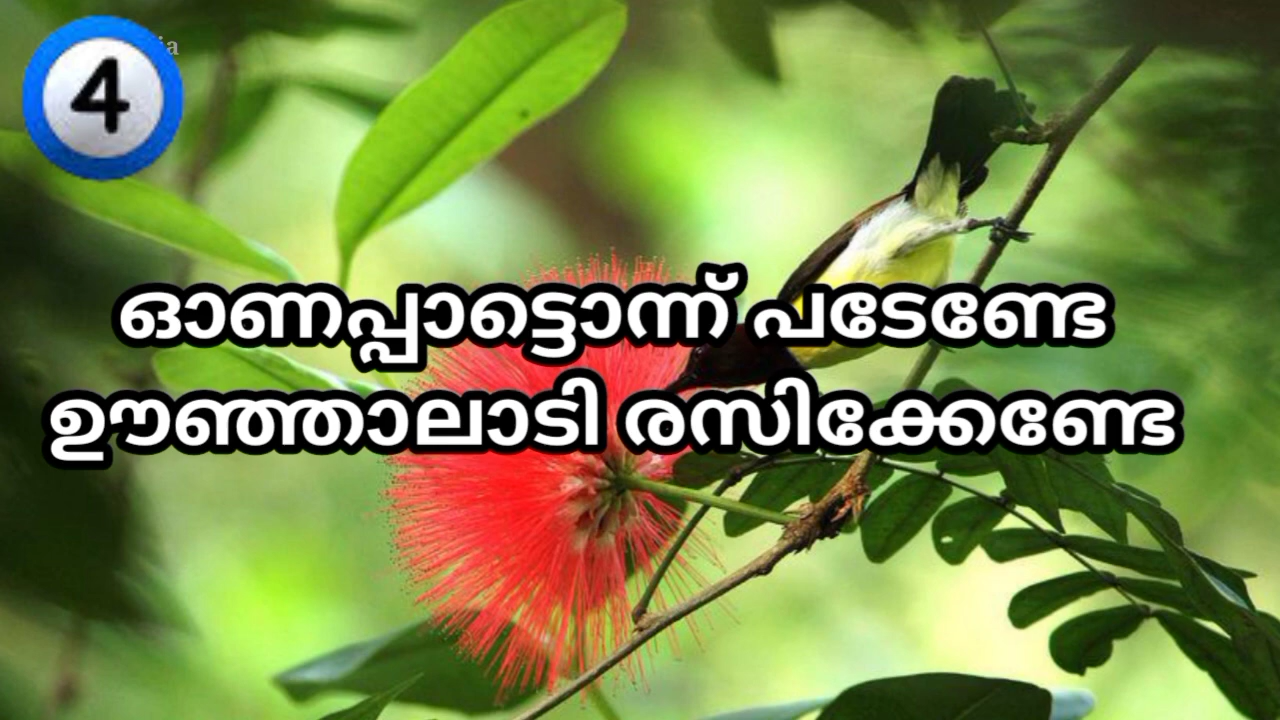 4
ഓണപ്പാട്ടൊന്ന് പടേണ്ടേ
ഊഞ്ഞാലാടി രസിക്കേണ്ടേ